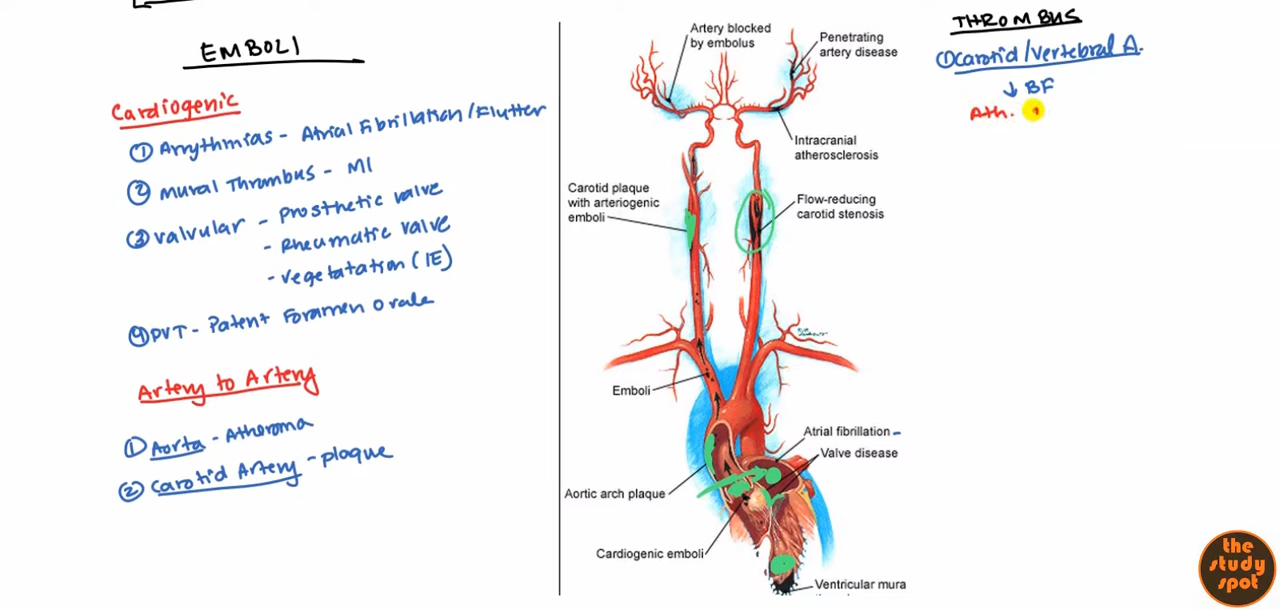 EMBOLI
Cardiogenic
① Arrythmias - Atrial Fibrillation/Flutter
② Mural Thrombus - MI
③ Valvular - Prosthetic valve
- Rheumatic valve
- Vegetatation (IE)
④ PVT - Patent Foramen Ovale
Artery to Artery
① Aorta - Atheroma
② Carotid Artery - plaque
Artery blocked
by embolus
Penetrating
artery disease
Intracranial
atherosclerosis
Carotid plaque
with arteriogenic
emboli
Flow-reducing
carotid stenosis
Emboli
Atrial fibrillation
Valve disease
Aortic arch plaque
Cardiogenic emboli
Ventricular mura
THROMBUS
① Carotid/Vertebral A.
↓ BF
Ath.
the
study
spot